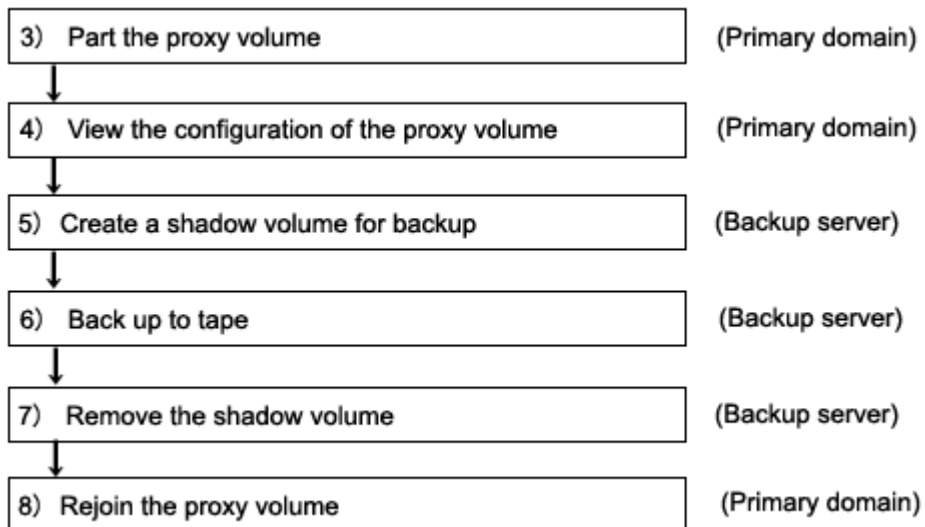 3) Part the proxy volume (Primary domain)
4) View the configuration of the proxy volume (Primary domain)
5) Create a shadow volume for backup (Backup server)
6) Back up to tape (Backup server)
7) Remove the shadow volume (Backup server)
8) Rejoin the proxy volume (Primary domain)